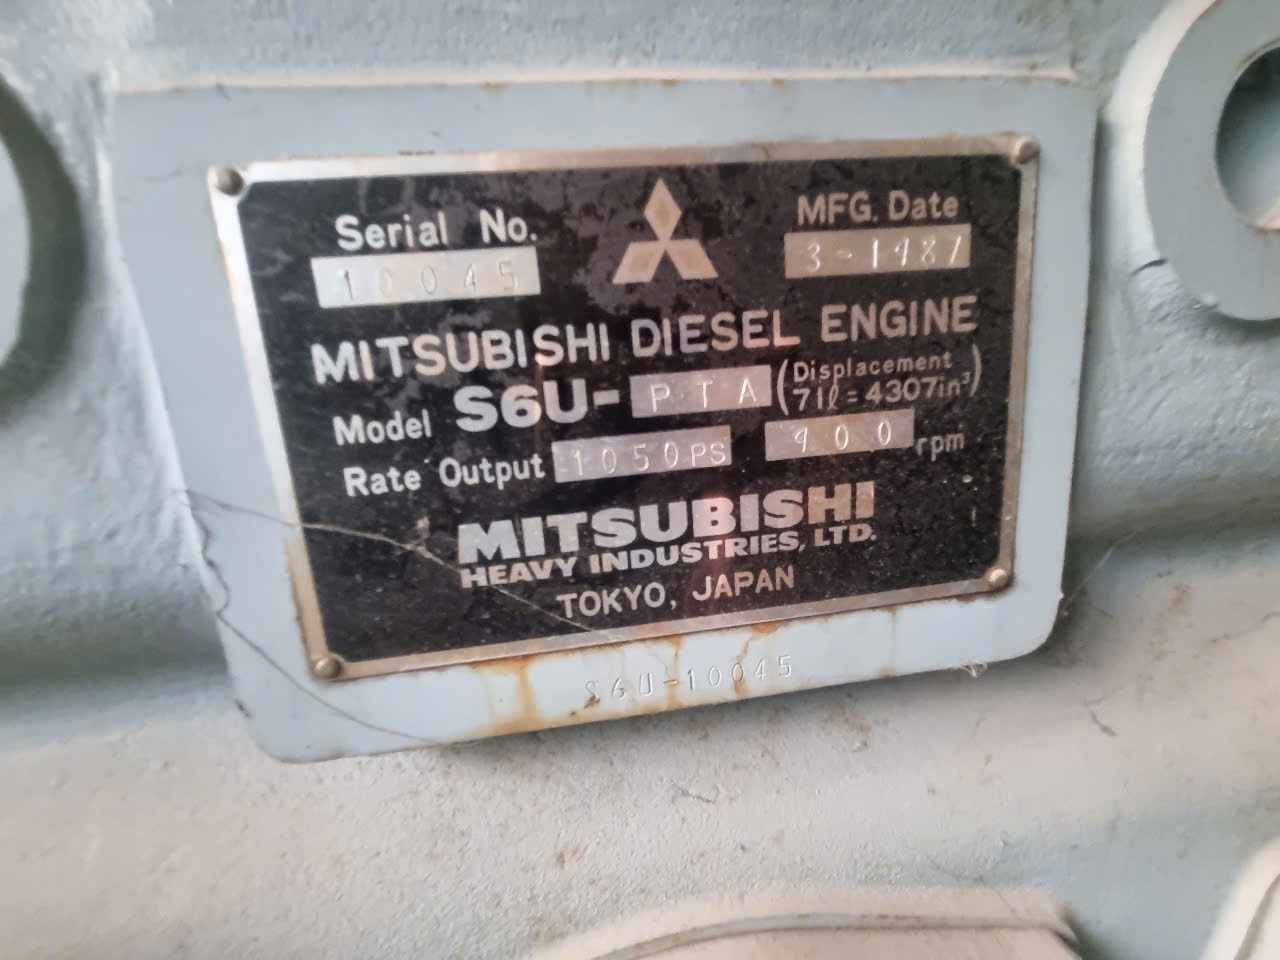 Serial No. MFG. Date
10045 3-1987
MITSUBISHI DIESEL ENGINE
Model S6U-PTA (Displacement 71ℓ=4307in³)
Rate Output 1050PS 900 rpm
MITSUBISHI
HEAVY INDUSTRIES, LTD.
TOKYO, JAPAN
S6U-10045